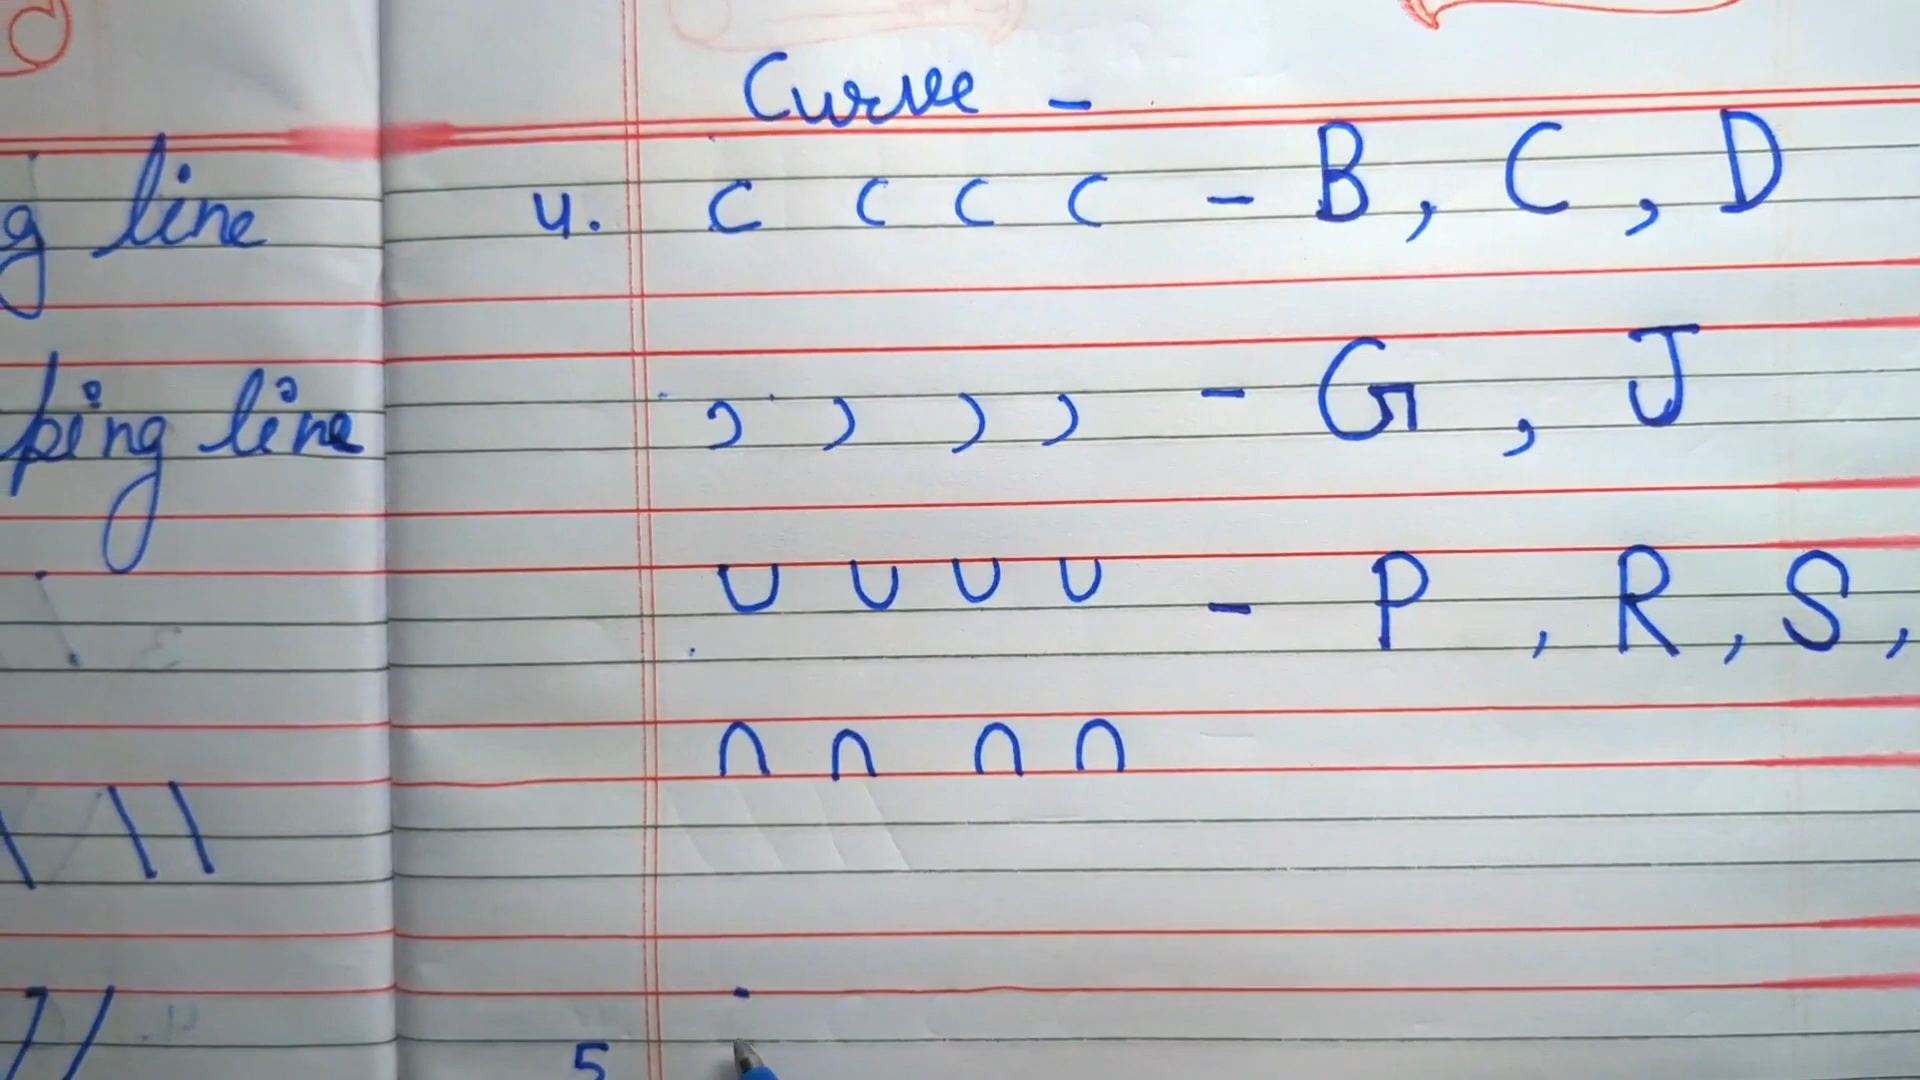 g line
ping line
Curve -
4. C C C C - B, C, D
) ) ) ) - G, J
U U U U - P, R, S,
∩ ∩ ∩ ∩
5